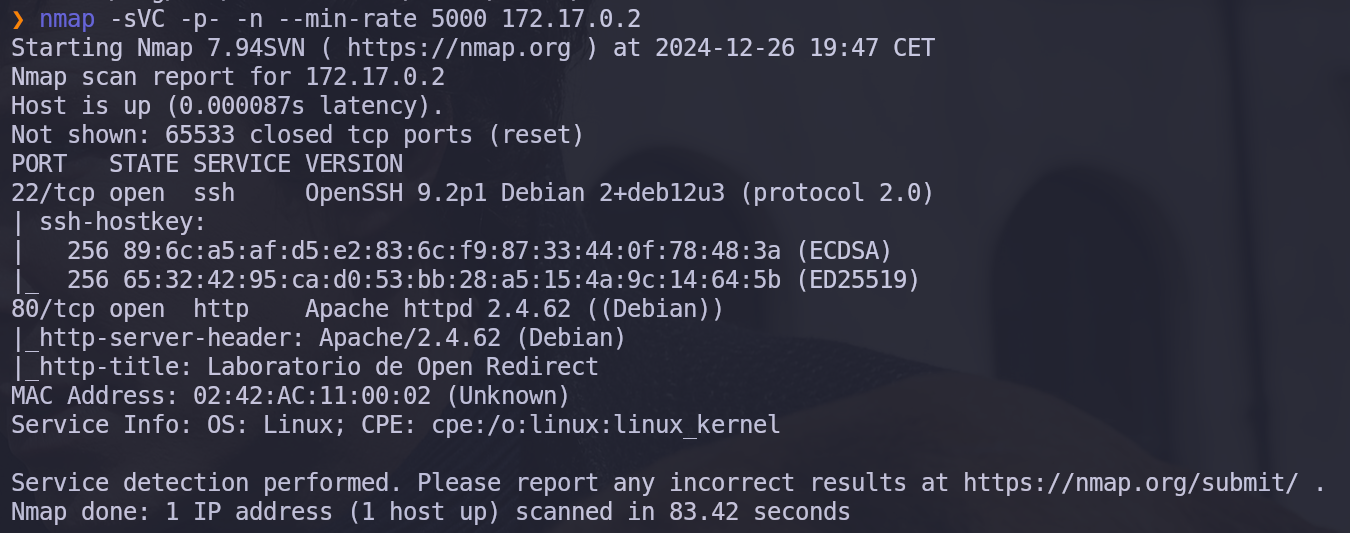 ❯ nmap -sVC -p- -n --min-rate 5000 172.17.0.2
Starting Nmap 7.94SVN ( https://nmap.org ) at 2024-12-26 19:47 CET
Nmap scan report for 172.17.0.2
Host is up (0.000087s latency).
Not shown: 65533 closed tcp ports (reset)
PORT   STATE SERVICE VERSION
22/tcp open  ssh     OpenSSH 9.2p1 Debian 2+deb12u3 (protocol 2.0)
| ssh-hostkey:
|   256 89:6c:a5:af:d5:e2:83:6c:f9:87:33:44:0f:78:48:3a (ECDSA)
|_  256 65:32:42:95:ca:d0:53:bb:28:a5:15:4a:9c:14:64:5b (ED25519)
80/tcp open  http    Apache httpd 2.4.62 ((Debian))
|_http-server-header: Apache/2.4.62 (Debian)
|_http-title: Laboratorio de Open Redirect
MAC Address: 02:42:AC:11:00:02 (Unknown)
Service Info: OS: Linux; CPE: cpe:/o:linux:linux_kernel
Service detection performed. Please report any incorrect results at https://nmap.org/submit/ .
Nmap done: 1 IP address (1 host up) scanned in 83.42 seconds